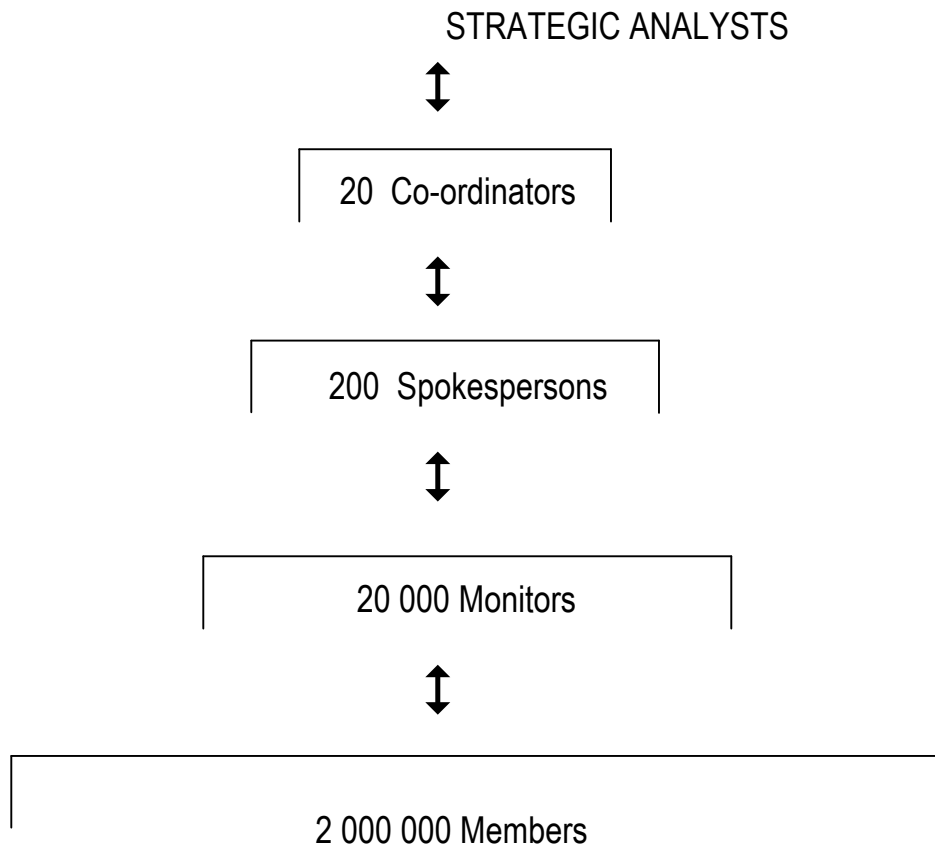 STRATEGIC ANALYSTS
20 Co-ordinators
200 Spokespersons
20 000 Monitors
2 000 000 Members